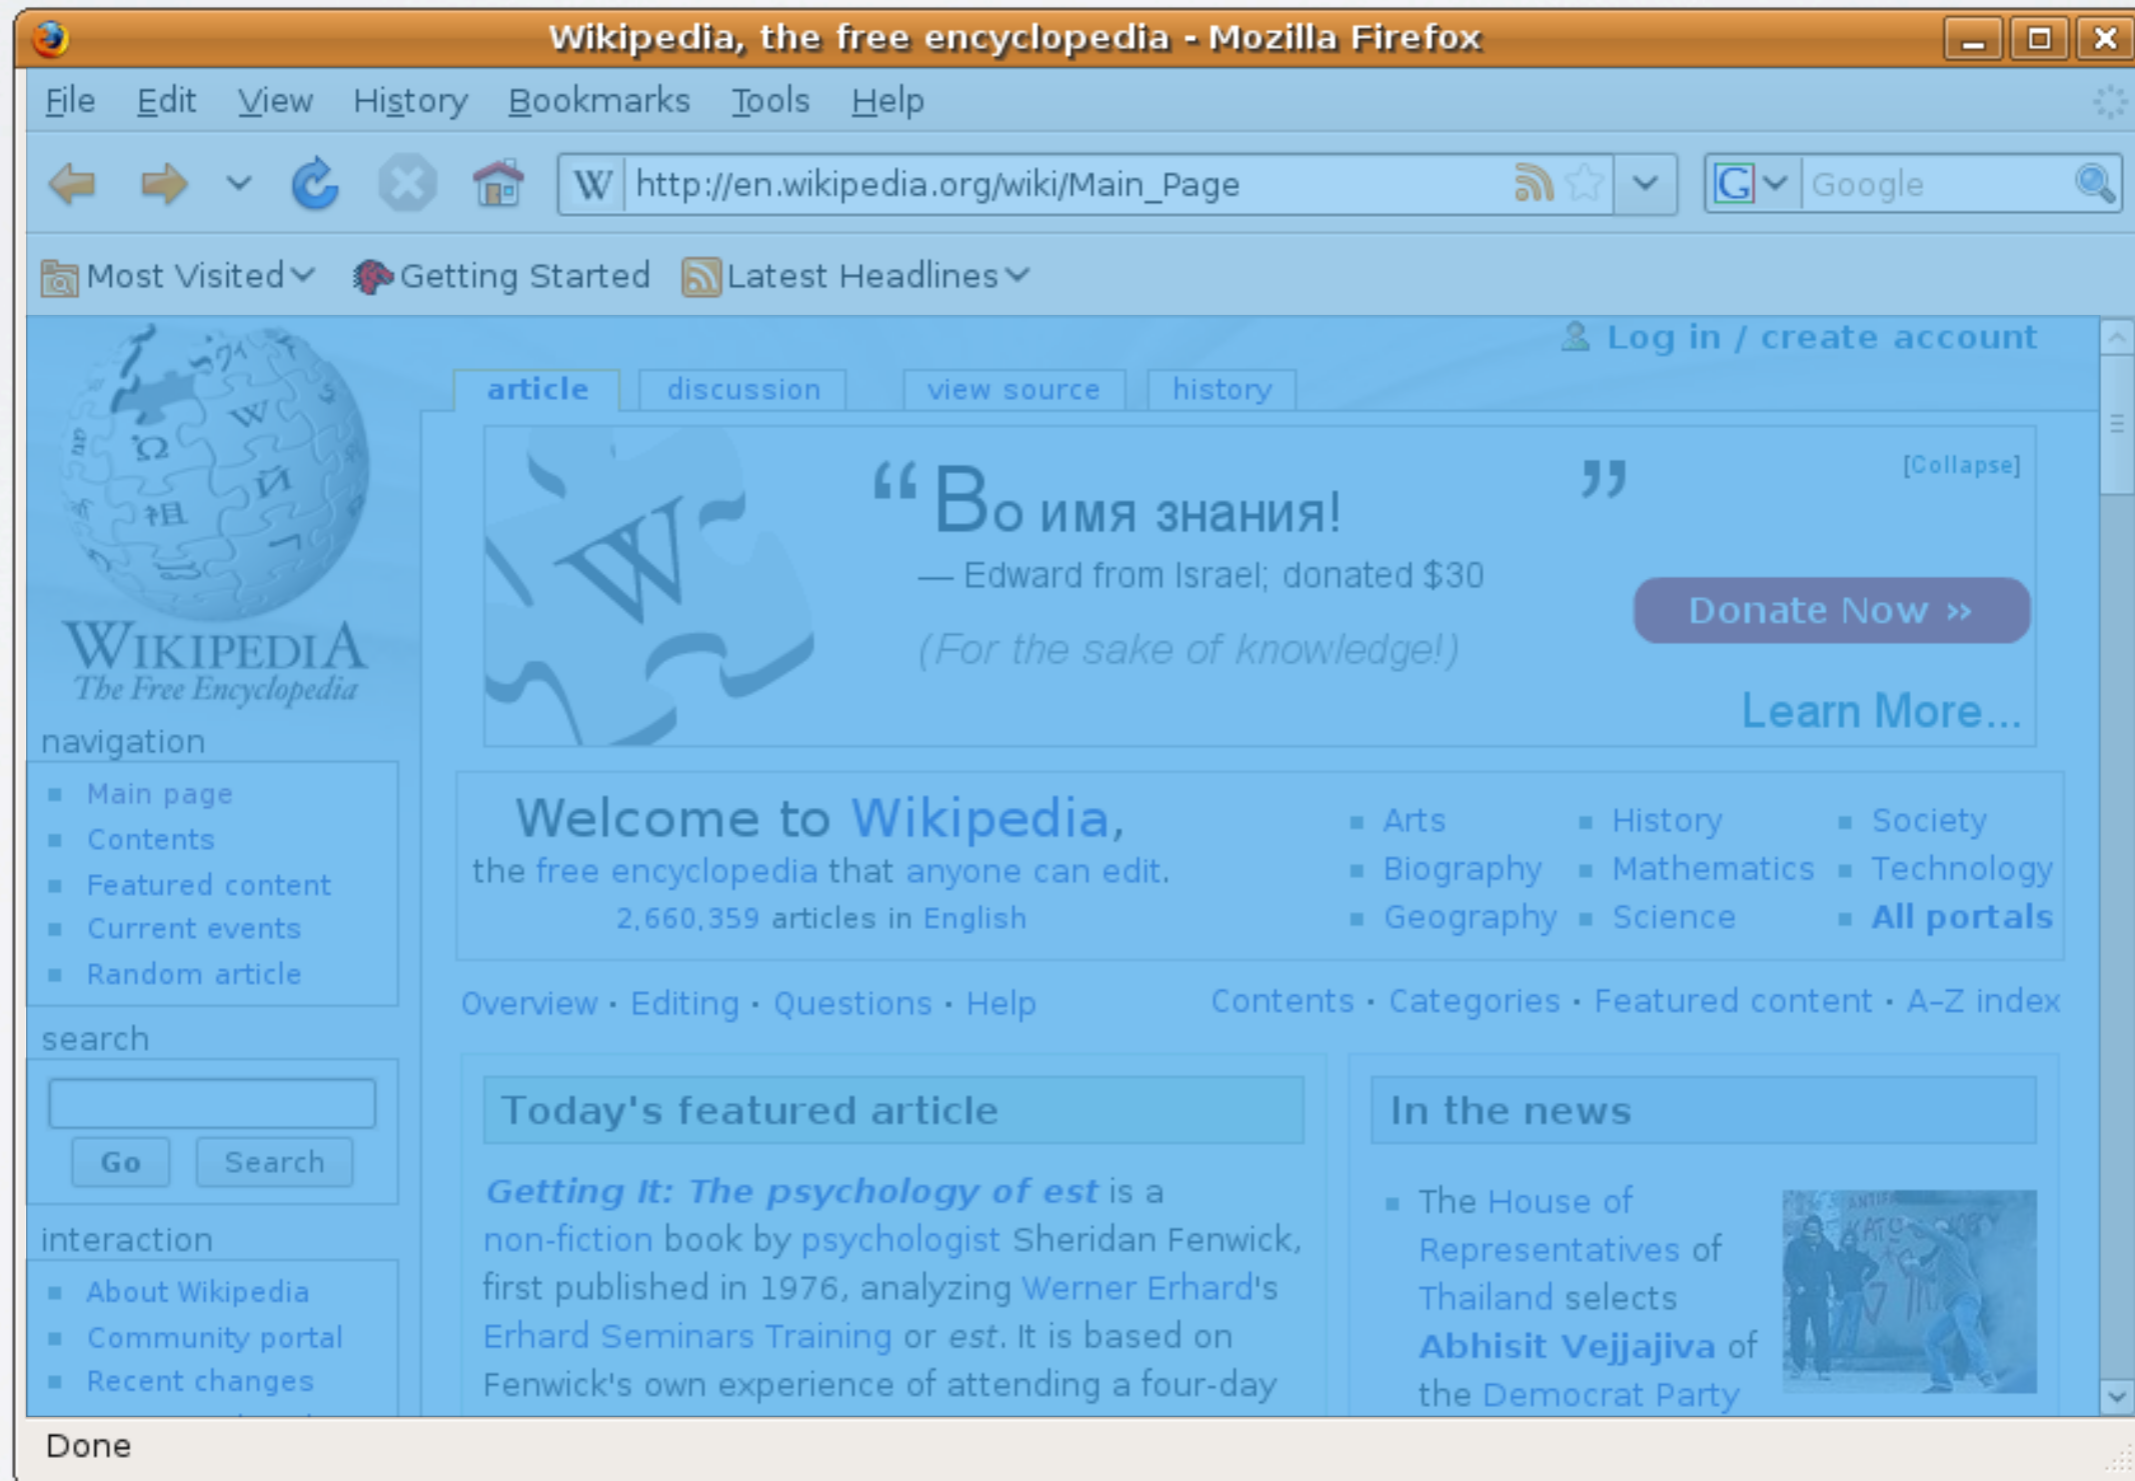 Wikipedia, the free encyclopedia - Mozilla Firefox
File Edit View History Bookmarks Tools Help
W http://en.wikipedia.org/wiki/Main_Page G Google
Most Visited Getting Started Latest Headlines
Log in / create account
article discussion view source history
[Collapse]
“Во имя знания! ”
— Edward from Israel; donated $30
Donate Now »
(For the sake of knowledge!)
Learn More...
WIKIPEDIA
The Free Encyclopedia
navigation
Main page
Contents
Featured content
Current events
Random article
search
Go Search
interaction
About Wikipedia
Community portal
Recent changes
Welcome to Wikipedia,
the free encyclopedia that anyone can edit.
2,660,359 articles in English
Arts History Society
Biography Mathematics Technology
Geography Science All portals
Overview · Editing · Questions · Help
Contents · Categories · Featured content · A–Z index
Today's featured article
Getting It: The psychology of est is a
non-fiction book by psychologist Sheridan Fenwick,
first published in 1976, analyzing Werner Erhard's
Erhard Seminars Training or est. It is based on
Fenwick's own experience of attending a four-day
In the news
The House of
Representatives of
Thailand selects
Abhisit Vejjajiva of
the Democrat Party
Done